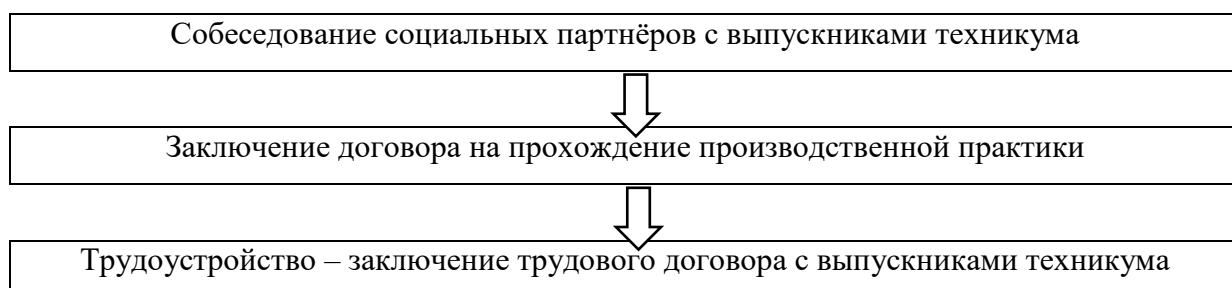 Собеседование социальных партнёров с выпускниками техникума
Заключение договора на прохождение производственной практики
Трудоустройство – заключение трудового договора с выпускниками техникума